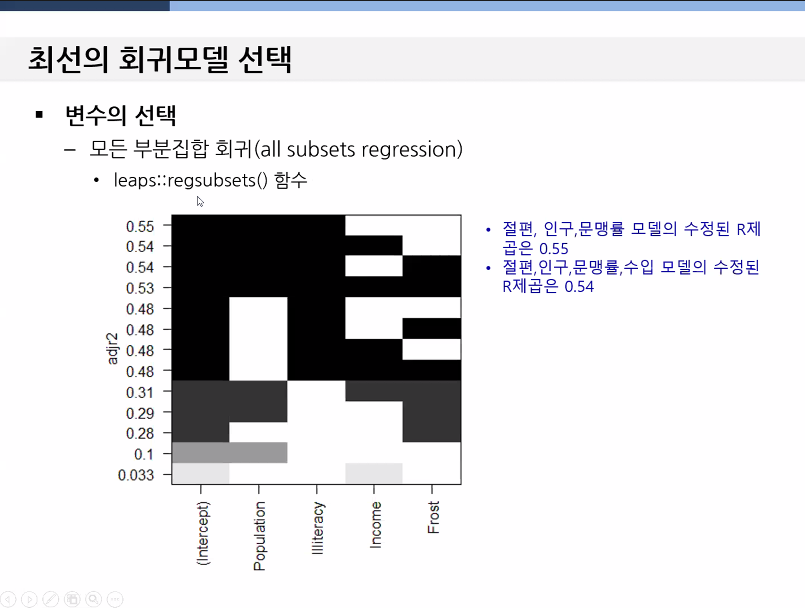 최선의 회귀모델 선택
변수의 선택
– 모든 부분집합 회귀(all subsets regression)
• leaps::regsubsets() 함수
• 절편, 인구,문맹률 모델의 수정된 R제
곱은 0.55
• 절편,인구,문맹률,수입 모델의 수정된
R제곱은 0.54
adjr2
0.55
0.54
0.54
0.53
0.48
0.48
0.48
0.48
0.31
0.29
0.28
0.1
0.033
(Intercept)
Population
Illiteracy
Income
Frost